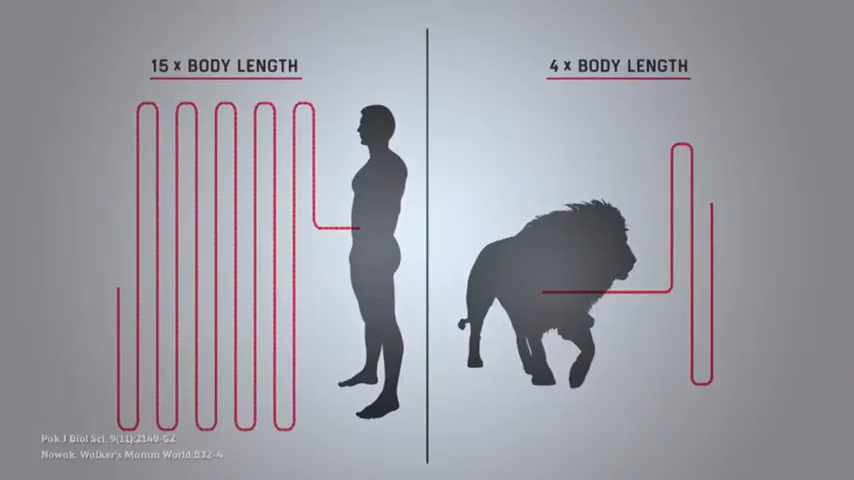 15 x BODY LENGTH
4 x BODY LENGTH
Pak J Biol Sci. 9(11):2149-52
Nowak, Walker's Mamm World:832-4